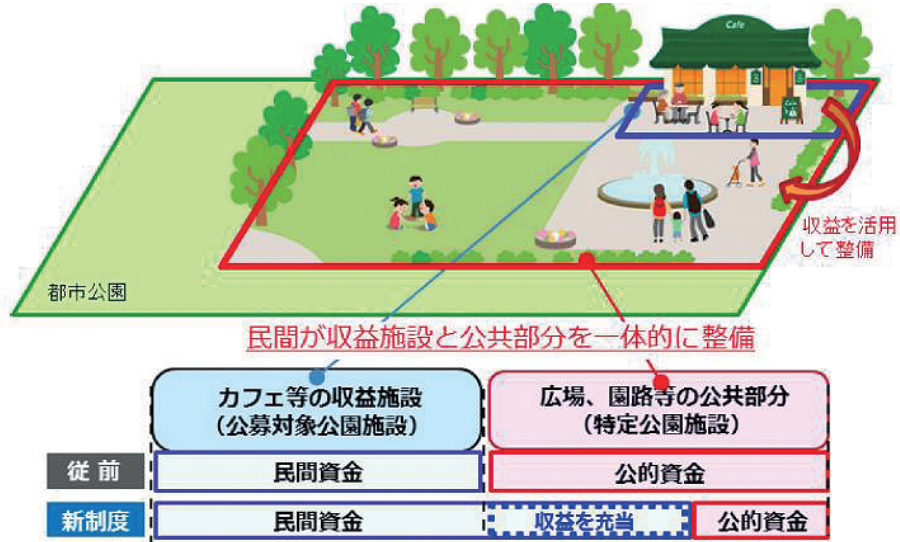 Cafe
Cafe
収益を活用
して整備
都市公園
民間が収益施設と公共部分を一体的に整備
カフェ等の収益施設
（公募対象公園施設）
広場、園路等の公共部分
（特定公園施設）
従前
民間資金
公的資金
新制度
民間資金
収益を充当
公的資金